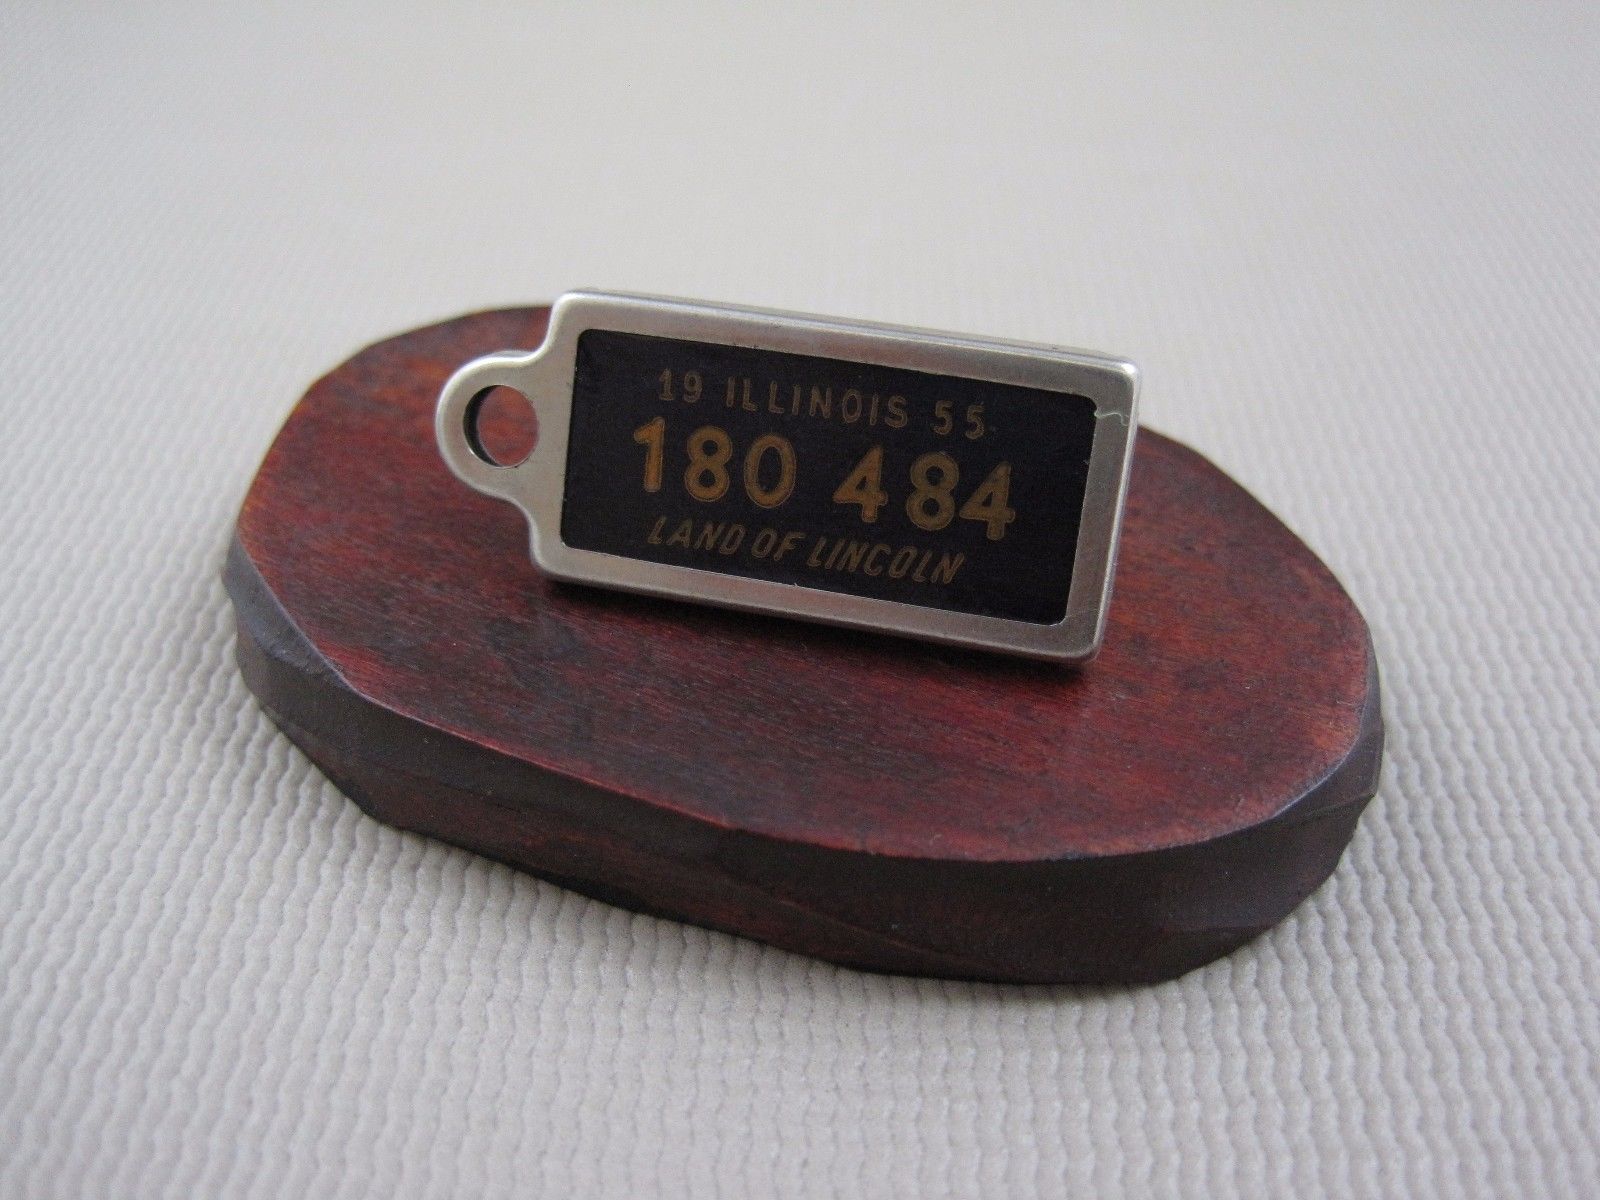 19 ILLINOIS 55
180 484
LAND OF LINCOLN